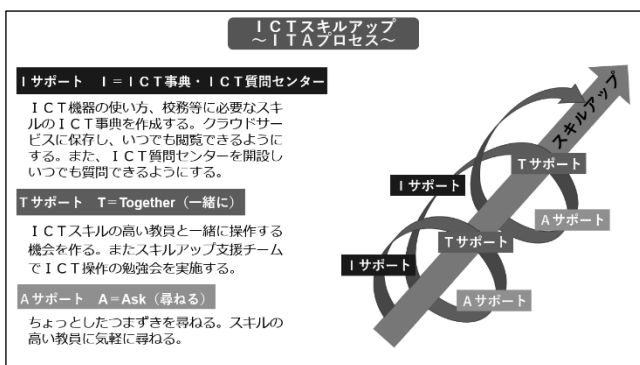 ＩＣＴスキルアップ
～ＩＴＡプロセス～
Ｉサポート　Ｉ＝ＩＣＴ事典・ＩＣＴ質問センター
ＩＣＴ機器の使い方、校務等に必要なスキ
ルのＩＣＴ事典を作成する。クラウドサー
ビスに保存し、いつでも閲覧できるように
する。また、ＩＣＴ質問センターを開設し
いつでも質問できるようにする。
Ｔサポート　Ｔ＝Together（一緒に）
ＩＣＴスキルの高い教員と一緒に操作する
機会を作る。またスキルアップ支援チーム
でＩＣＴ操作の勉強会を実施する。
Ａサポート　Ａ＝Ask（尋ねる）
ちょっとしたつまずきを尋ねる。スキルの
高い教員に気軽に尋ねる。
スキルアップ
Ｔサポート
Ｉサポート
Ａサポート
Ｔサポート
Ｉサポート
Ａサポート